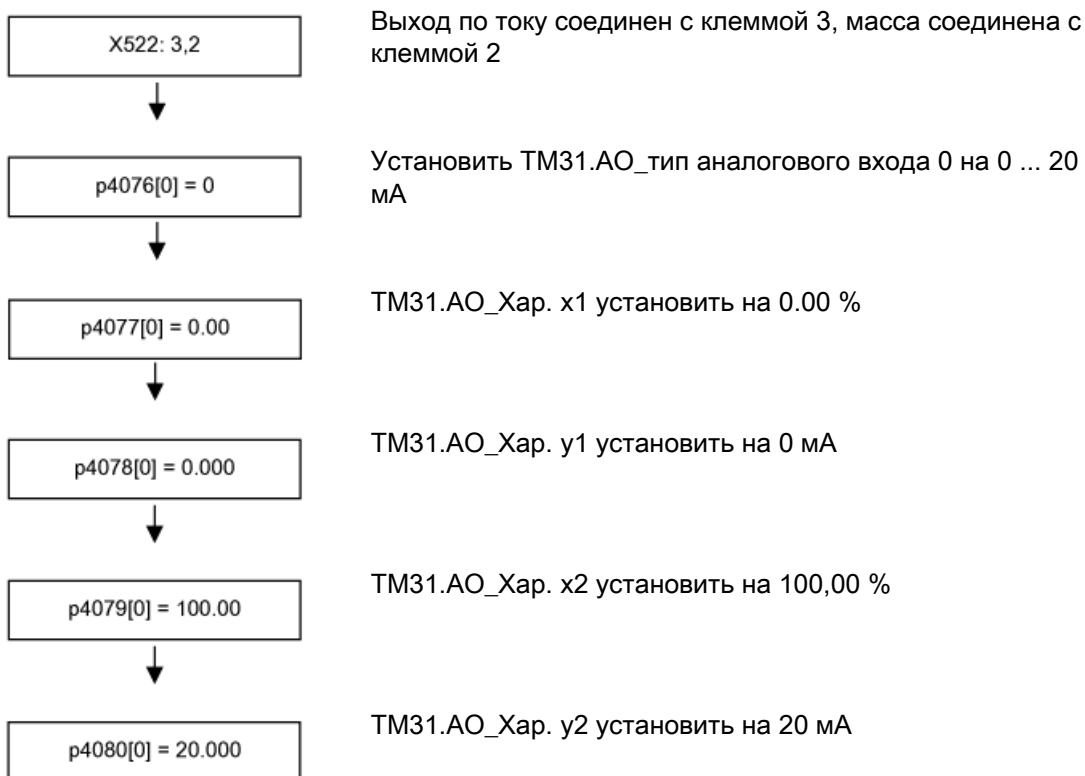 X522: 3,2
Выход по току соединен с клеммой 3, масса соединена с
клеммой 2
p4076[0] = 0
Установить TM31.AO_тип аналогового входа 0 на 0 ... 20
мА
p4077[0] = 0.00
TM31.AO_Хар. x1 установить на 0.00 %
p4078[0] = 0.000
TM31.AO_Хар. y1 установить на 0 мА
p4079[0] = 100.00
TM31.AO_Хар. x2 установить на 100,00 %
p4080[0] = 20.000
TM31.AO_Хар. y2 установить на 20 мА